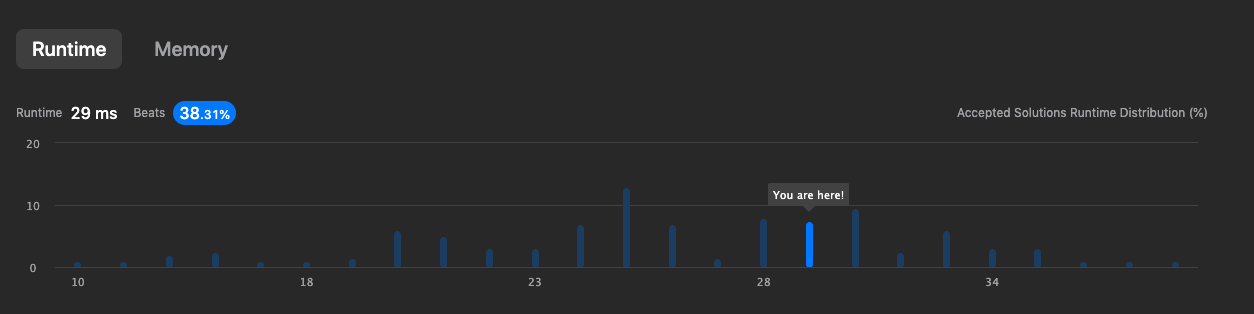 Runtime Memory
Runtime 29 ms Beats 38.31% Accepted Solutions Runtime Distribution (%)
20
You are here!
10
0
10 18 23 28 34